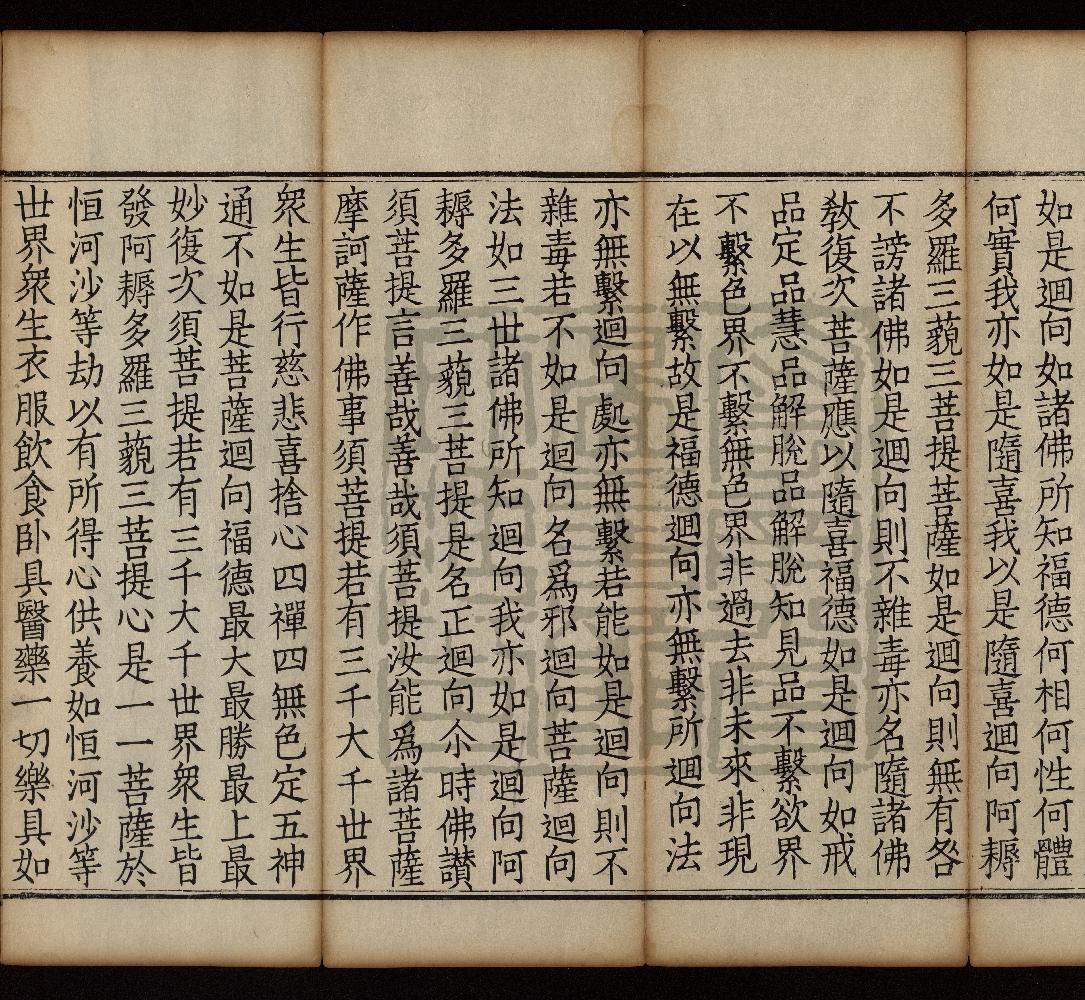 如是迴向如諸佛所知福德何相何性何體
何實我亦如是隨喜我以是隨喜迴向阿耨
多羅三藐三菩提菩薩如是迴向則無有咎
不謗諸佛如是迴向則不雜毒亦名隨諸佛
教復次菩薩應以隨喜福德如是迴向如戒
品定品慧品解脫品解脫知見品不繫欲界
不繫色界不繫無色界非過去非未來非現
在以無繫故是福德迴向亦無繫所迴向法
亦無繫迴向處亦無繫若能如是迴向則不
雜毒若不如是迴向名為邪迴向菩薩迴向
法如三世諸佛所知迴向我亦如是迴向阿
耨多羅三藐三菩提是名正迴向尒時佛讃
須菩提言善哉善哉須菩提汝能為諸菩薩
摩訶薩作佛事須菩提若有三千大千世界
衆生皆行慈悲喜捨心四禪四無色定五神
通不如是菩薩迴向福德最大最勝最上最
妙復次須菩提若有三千大千世界衆生皆
發阿耨多羅三藐三菩提心是一一菩薩於
恒河沙等劫以有所得心供養如恒河沙等
世界衆生衣服飲食卧具醫藥一切樂具如